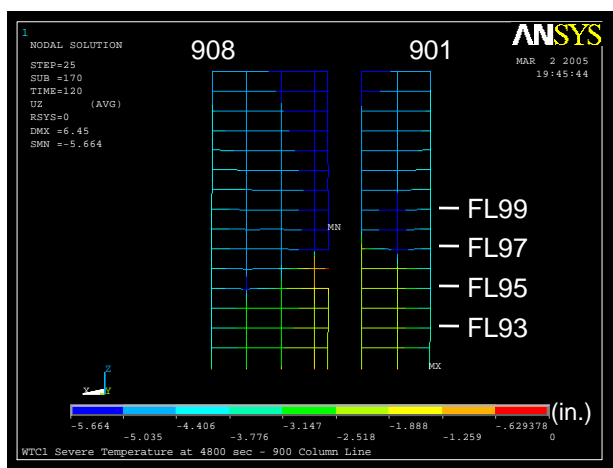 1
NODAL SOLUTION
STEP=25
SUB =170
TIME=120
UZ (AVG)
RSYS=0
DMX =6.45
SMN =-5.664
908
901
ANSYS
MAR 2 2005
19:45:44
FL99
MN
FL97
FL95
FL93
MX
Z
X Y
(in.)
-5.664 -4.406 -3.147 -1.888 -.629378
-5.035 -3.776 -2.518 -1.259 0
WTC1 Severe Temperature at 4800 sec - 900 Column Line